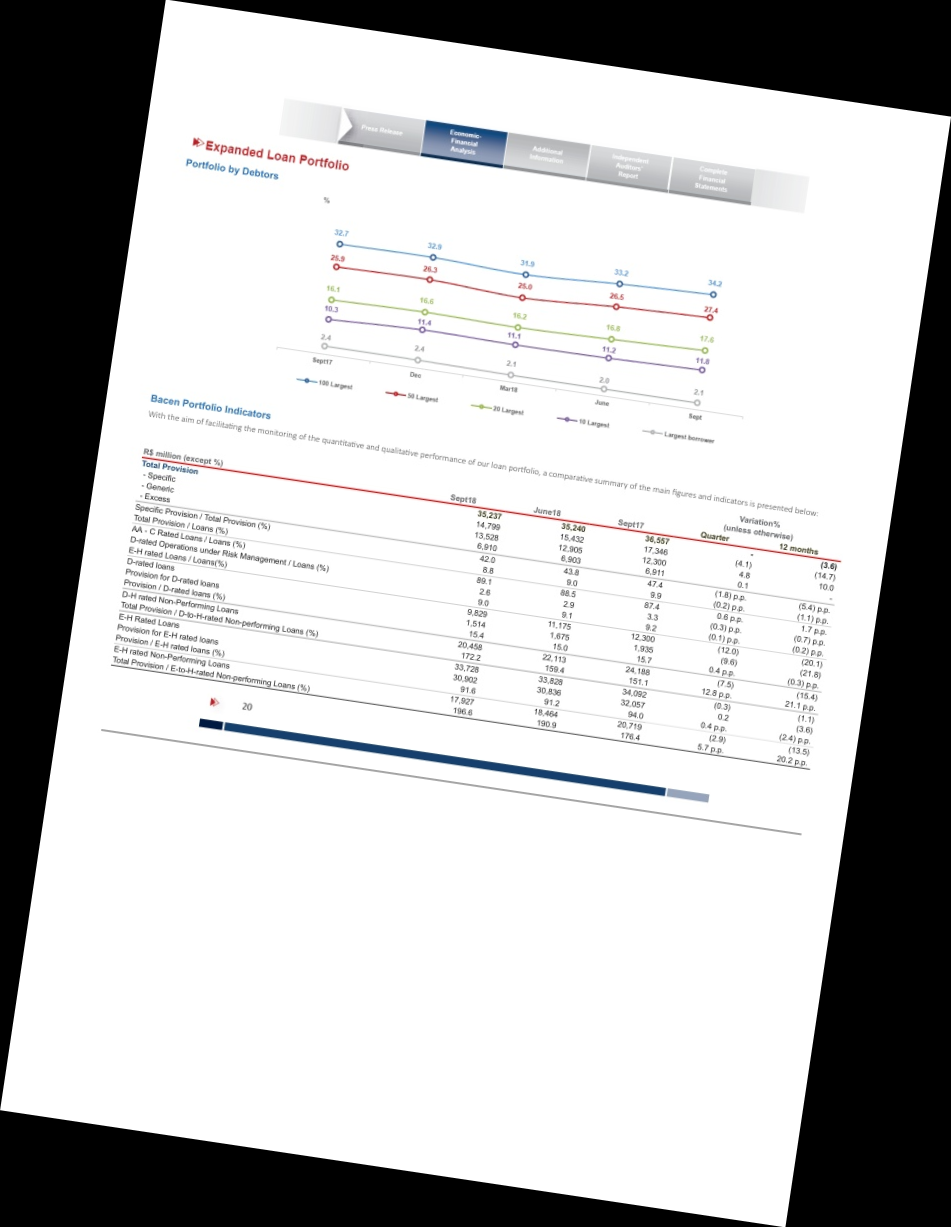 Press Release
Economic-
Financial
Analysis
Additional
Information
Independent
Auditors'
Report
Complete
Financial
Statements
Expanded Loan Portfolio
Portfolio by Debtors
%
32.7 32.9 31.9 33.2 34.2
25.9 26.3 25.0 26.5 27.4
16.1 16.6 16.2 16.8 17.6
10.3 11.4 11.1 11.2 11.8
2.4 2.4 2.1 2.0 2.1
Sept17 Dec Mar18 June Sept
100 Largest 50 Largest 20 Largest 10 Largest Largest borrower
Bacen Portfolio Indicators
With the aim of facilitating the monitoring of the quantitative and qualitative performance of our loan portfolio, a comparative summary of the main figures and indicators is presented below:
Variation%
(unless otherwise)
R$ million (except %) Sept18 June18 Sept17 Quarter 12 months
Total Provision 35,237 35,240 36,557 - (3.6)
- Specific 14,799 15,432 17,346 (4.1) (14.7)
- Generic 13,528 12,905 12,300 4.8 10.0
- Excess 6,910 6,903 6,911 0.1 -
Specific Provision / Total Provision (%) 42.0 43.8 47.4 (1.8) p.p. (5.4) p.p.
Total Provision / Loans (%) 8.8 9.0 9.9 (0.2) p.p. (1.1) p.p.
AA - C Rated Loans / Loans (%) 89.1 88.5 87.4 0.6 p.p. 1.7 p.p.
D-rated Operations under Risk Management / Loans (%) 2.6 2.9 3.3 (0.3) p.p. (0.7) p.p.
E-H rated Loans / Loans(%) 9.0 9.1 9.2 (0.1) p.p. (0.2) p.p.
D-rated loans 9,829 11,175 12,300 (12.0) (20.1)
Provision for D-rated loans 1,514 1,675 1,935 (9.6) (21.8)
Provision / D-rated loans (%) 15.4 15.0 15.7 0.4 p.p. (0.3) p.p.
D-H rated Non-Performing Loans 20,458 22,113 24,188 (7.5) (15.4)
Total Provision / D-to-H-rated Non-performing Loans (%) 172.2 159.4 151.1 12.8 p.p. 21.1 p.p.
E-H Rated Loans 33,728 33,828 34,092 (0.3) (1.1)
Provision for E-H rated loans 30,902 30,836 32,057 0.2 (3.6)
Provision / E-H rated loans (%) 91.6 91.2 94.0 0.4 p.p. (2.4) p.p.
E-H rated Non-Performing Loans 17,927 18,464 20,719 (2.9) (13.5)
Total Provision / E-to-H-rated Non-performing Loans (%) 196.6 190.9 176.4 5.7 p.p. 20.2 p.p.
20